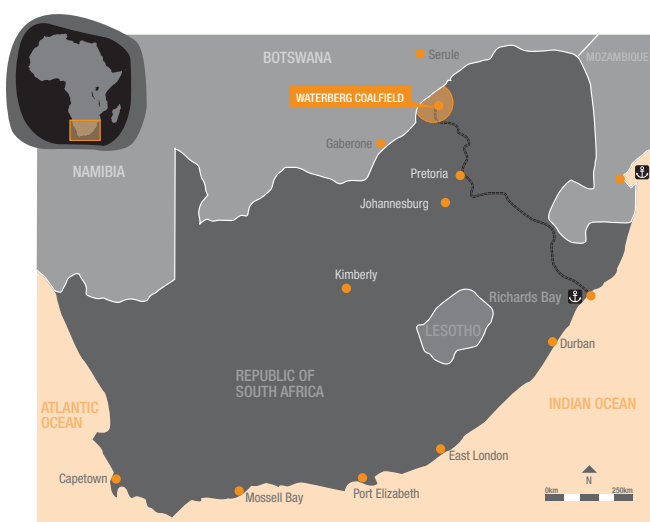 BOTSWANA
Serule
MOZAMBIQUE
WATERBERG COALFIELD
Gaberone
NAMIBIA
Pretoria
Johannesburg
Kimberly
Richards Bay
LESOTHO
Durban
REPUBLIC OF
SOUTH AFRICA
ATLANTIC
OCEAN
INDIAN OCEAN
East London
Capetown
Mossell Bay
Port Elizabeth
N
0km 250km